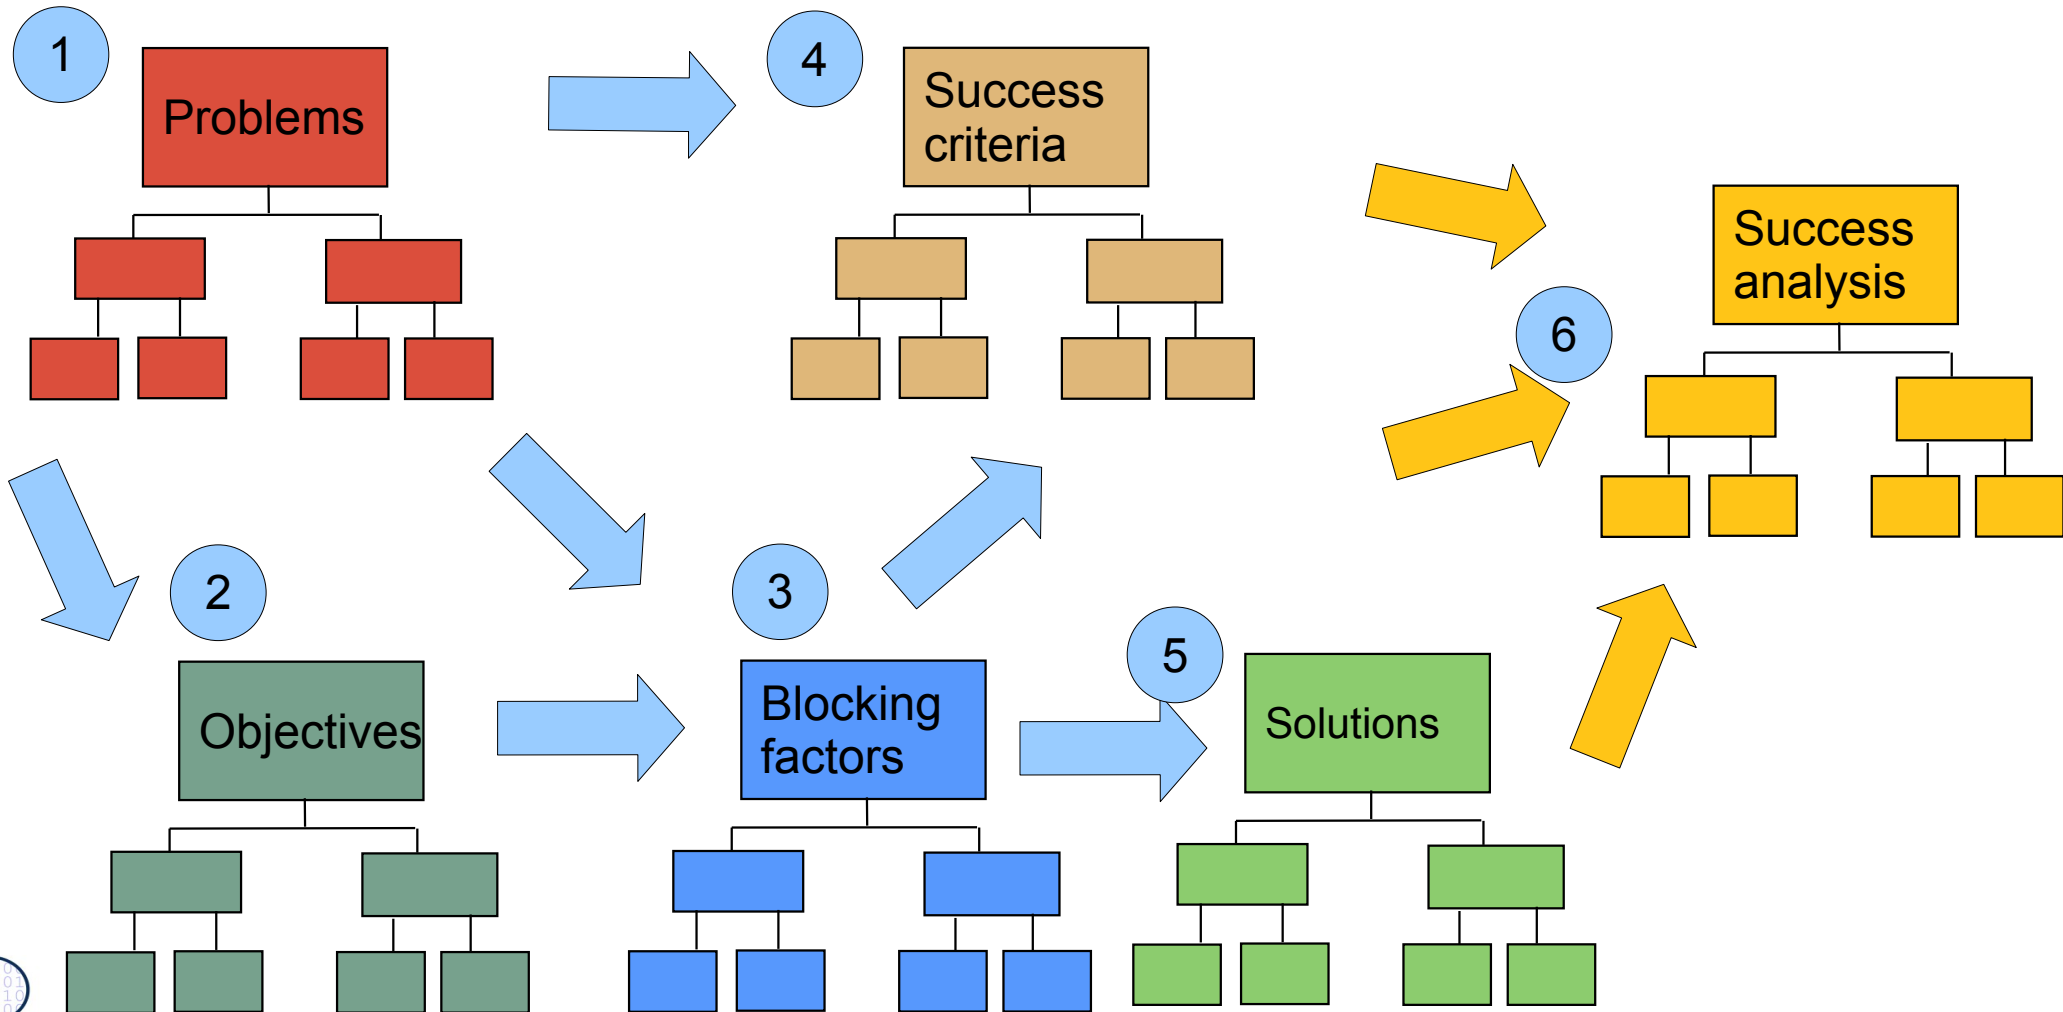 1
Problems
4
Success
criteria
Success
analysis
6
2
Objectives
3
Blocking
factors
5
Solutions